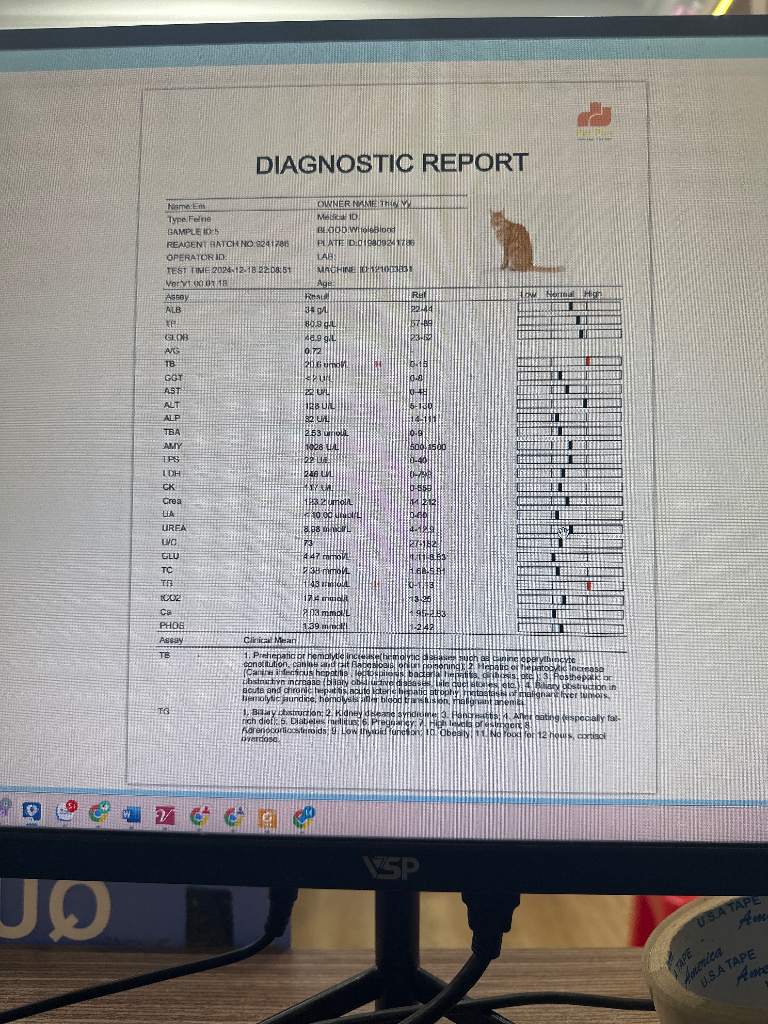 Pet Plus
DIAGNOSTIC REPORT
Name:Em OWNER NAME:Thuy Vy
Type:Feline Medical ID:
SAMPLE ID:5 BLOOD:WholeBlood
REAGENT BATCH NO:9241786 PLATE ID:019809241786
OPERATOR ID: LAB:
TEST TIME:2024-12-18 22:08:51 MACHINE ID:121003831
Ver:V1.00.01.18 Age:
Assay Result Ref Low Normal High
ALB 34 g/L 22-44
TP 80.9 g/L 57-89
GLOB 46.9 g/L 23-52
A/G 0.72
TB 20.6 umol/L H 0-15
GGT <2 U/L 0-8
AST 22 U/L 0-48
ALT 128 U/L 5-130
ALP 32 U/L 14-111
TBA 2.53 umol/L 0-9
AMY 1028 U/L 500-1500
LPS 22 U/L 0-40
LDH 246 U/L 0-798
CK 117 U/L 0-559
Crea 193.2 umol/L 44-212
UA <10.00 umol/L 0-60
UREA 8.98 mmol/L 4-12.9
U/C 73 27-182
GLU 4.47 mmol/L 4.11-8.83
TC 2.38 mmol/L 1.68-5.81
TG 1.43 mmol/L H 0-1.13
tCO2 17.4 mmol/L 13-25
Ca 2.03 mmol/L 1.95-2.83
PHOS 1.39 mmol/L 1-2.42
Assay Clinical Mean
TB 1. Prehepatic or hemolytic increase(hemolytic diseases such as canine eperythrocyte
constitution, canine and cat Babesiosis, onion poisoning); 2. Hepatic or hepatocytic increase
(Canine infectious hepatitis, leptospirosis, bacterial hepatitis, cirrhosis, etc.); 3. Posthepatic or
obstructive increase (biliary obstructive diseases, bile duct stones, etc.); 4. Biliary obstruction in
acute and chronic hepatitis, acute icteric hepatic atrophy, metastasis of malignant liver tumors,
hemolytic jaundice, hemolysis after blood transfusion, malignant anemia.
TG 1. Biliary obstruction; 2. Kidney disease syndrome; 3. Pancreatitis; 4. After eating (especially fat-
rich diet); 5. Diabetes mellitus; 6. Pregnancy; 7. High levels of estrogen; 8.
Adrenocorticosteroids; 9. Low thyroid function; 10. Obesity; 11. No food for 12 hours, cortisol
overdose.
VSP
UQ
U.S.A TAPE
America
U.S.A TAPE